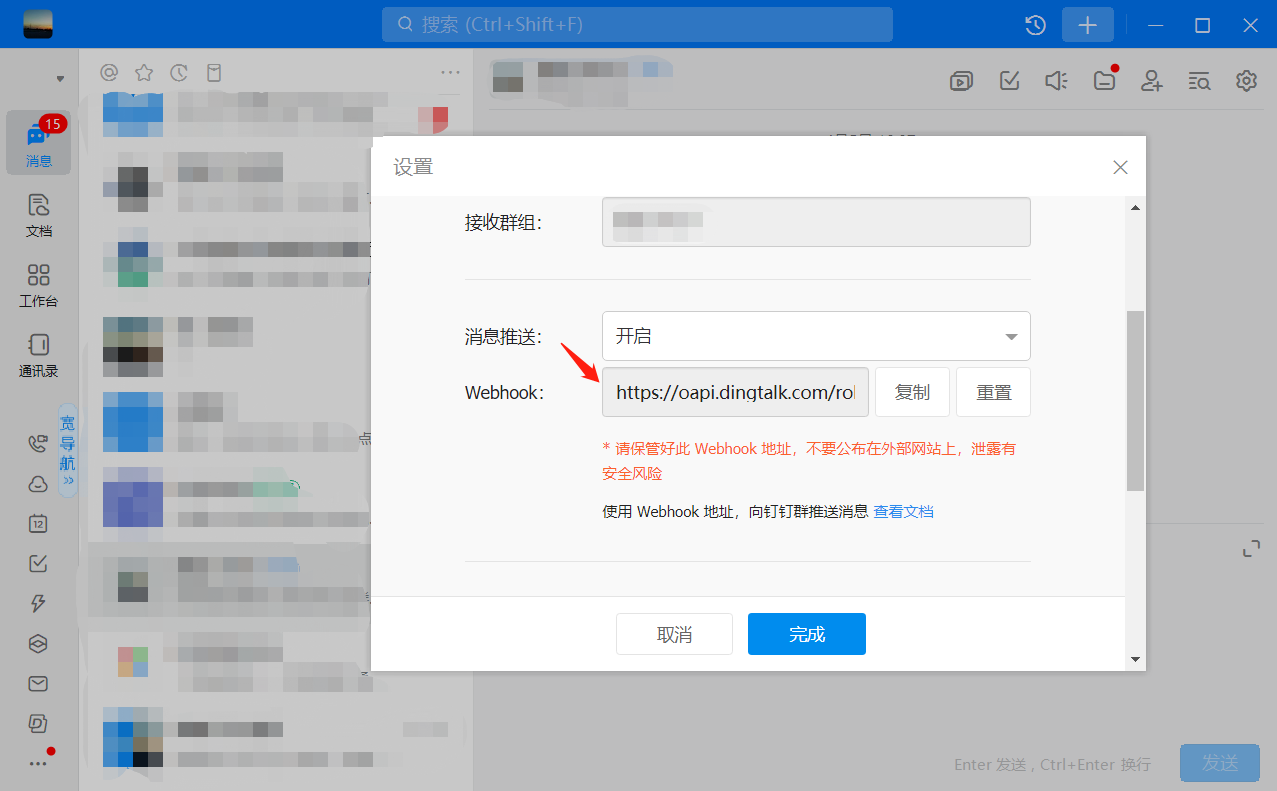 搜索 (Ctrl+Shift+F)
15
消息
文档
工作台
通讯录
宽
导
航
>>
12
点
设置
接收群组：
消息推送：
开启
Webhook：
https://oapi.dingtalk.com/rol
复制
重置
* 请保管好此 Webhook 地址，不要公布在外部网站上，泄露有
安全风险
使用 Webhook 地址，向钉钉群推送消息 查看文档
取消
完成
Enter 发送，Ctrl+Enter 换行
发送